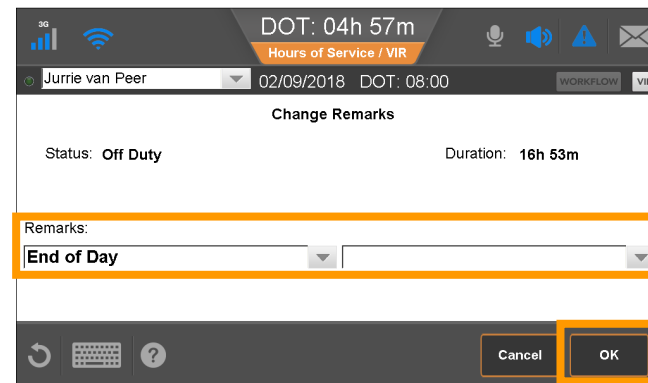 3G
DOT: 04h 57m
Hours of Service / VIR
Jurrie van Peer 02/09/2018 DOT: 08:00 WORKFLOW
Change Remarks
Status: Off Duty Duration: 16h 53m
Remarks:
End of Day
? Cancel OK